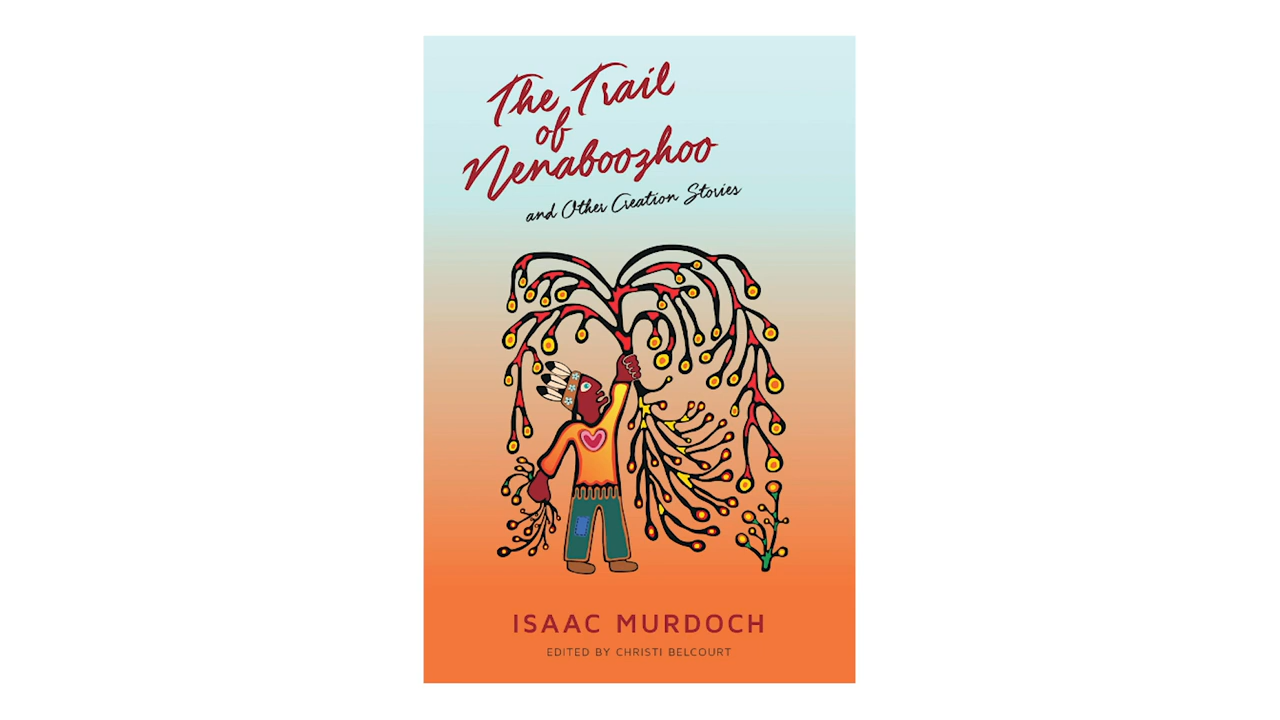 The Trail
of
Nenaboozhoo
and Other Creation Stories
ISAAC MURDOCH
EDITED BY CHRISTI BELCOURT